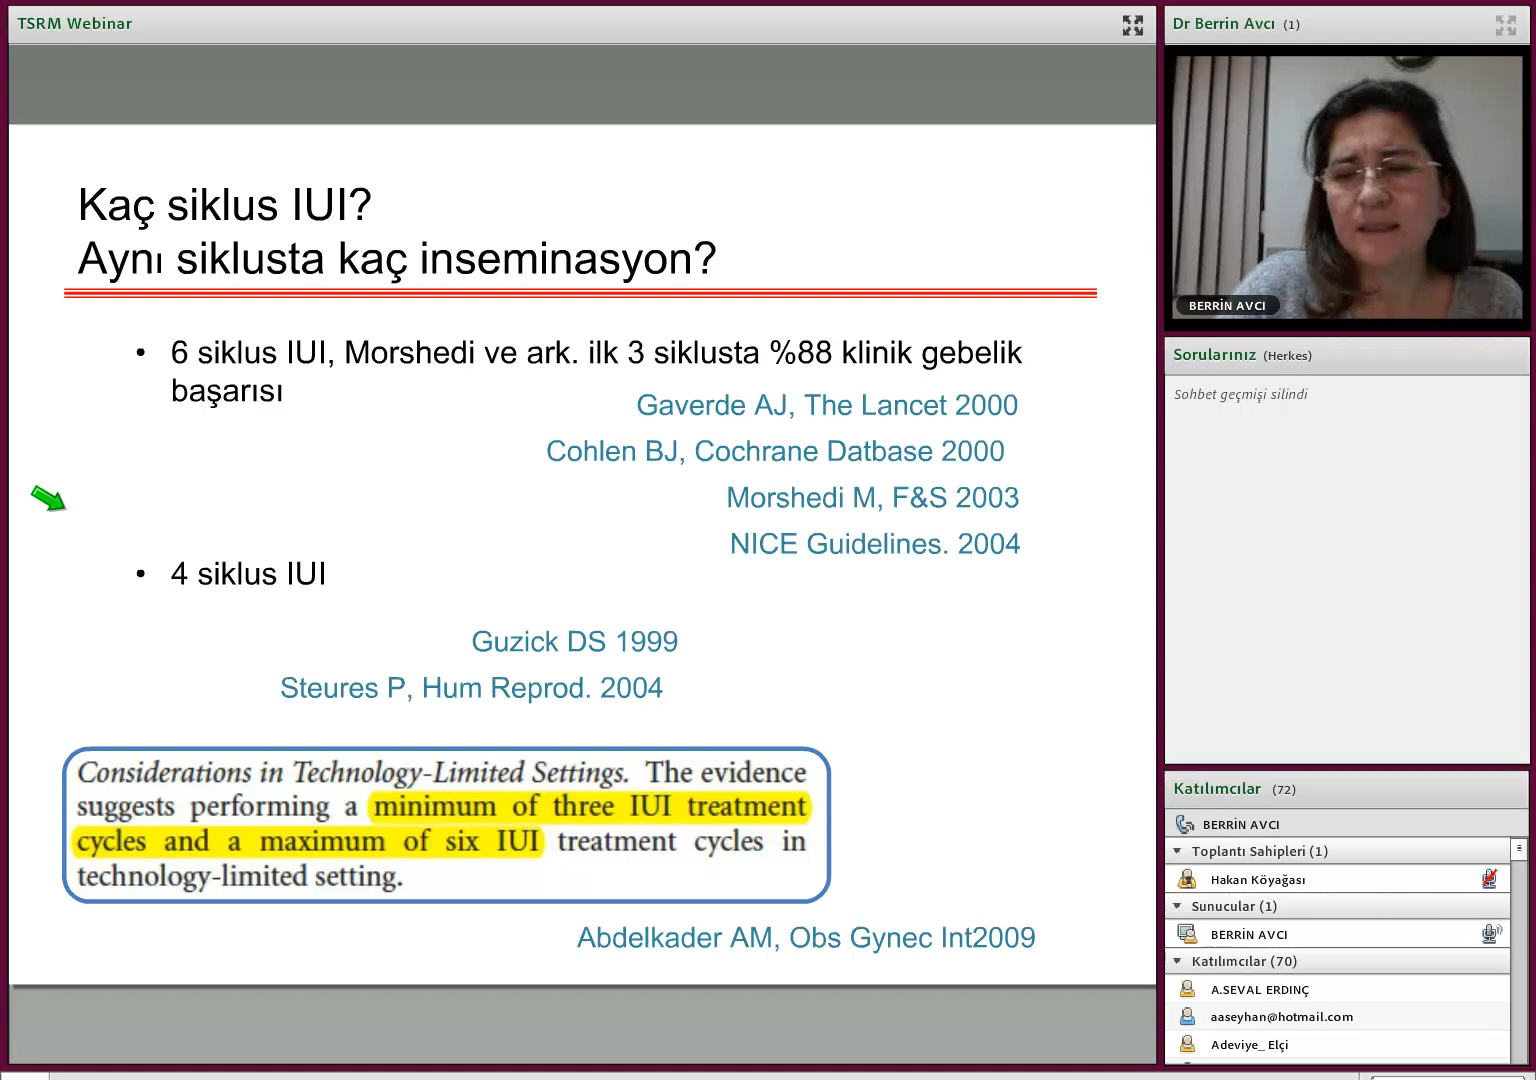 TSRM Webinar
Kaç siklus IUI?
Aynı siklusta kaç inseminasyon?
• 6 siklus IUI, Morshedi ve ark. ilk 3 siklusta %88 klinik gebelik
başarısı
Gaverde AJ, The Lancet 2000
Cohlen BJ, Cochrane Datbase 2000
Morshedi M, F&S 2003
NICE Guidelines. 2004
• 4 siklus IUI
Guzick DS 1999
Steures P, Hum Reprod. 2004
Considerations in Technology-Limited Settings. The evidence
suggests performing a minimum of three IUI treatment
cycles and a maximum of six IUI treatment cycles in
technology-limited setting.
Abdelkader AM, Obs Gynec Int2009
Dr Berrin Avcı (1)
BERRİN AVCI
Sorularınız (Herkes)
Sohbet geçmişi silindi
Katılımcılar (72)
BERRİN AVCI
Toplantı Sahipleri (1)
Hakan Köyağası
Sunucular (1)
BERRİN AVCI
Katılımcılar (70)
A.SEVAL ERDINÇ
aaseyhan@hotmail.com
Adeviye_ Elçi